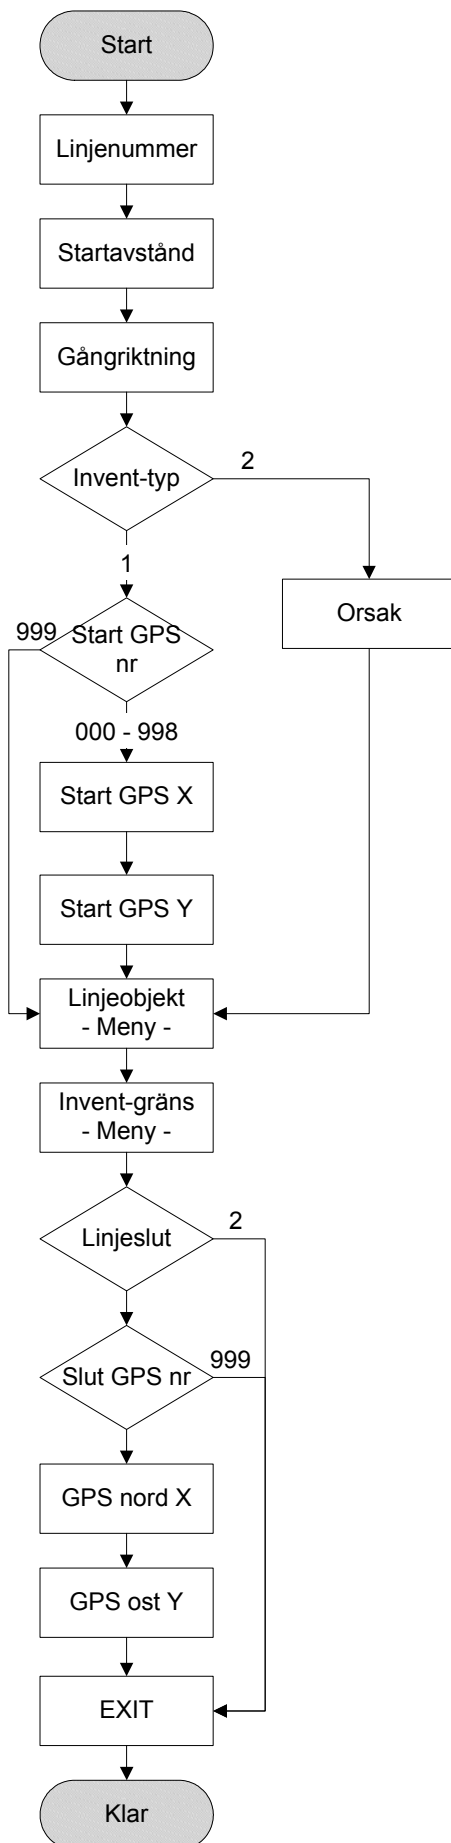 Start
Linjenummer
Startavstånd
Gångriktning
Invent-typ
2
1
Orsak
999
Start GPS
nr
000 - 998
Start GPS X
Start GPS Y
Linjeobjekt
- Meny -
Invent-gräns
- Meny -
Linjeslut
2
Slut GPS nr
999
GPS nord X
GPS ost Y
EXIT
Klar